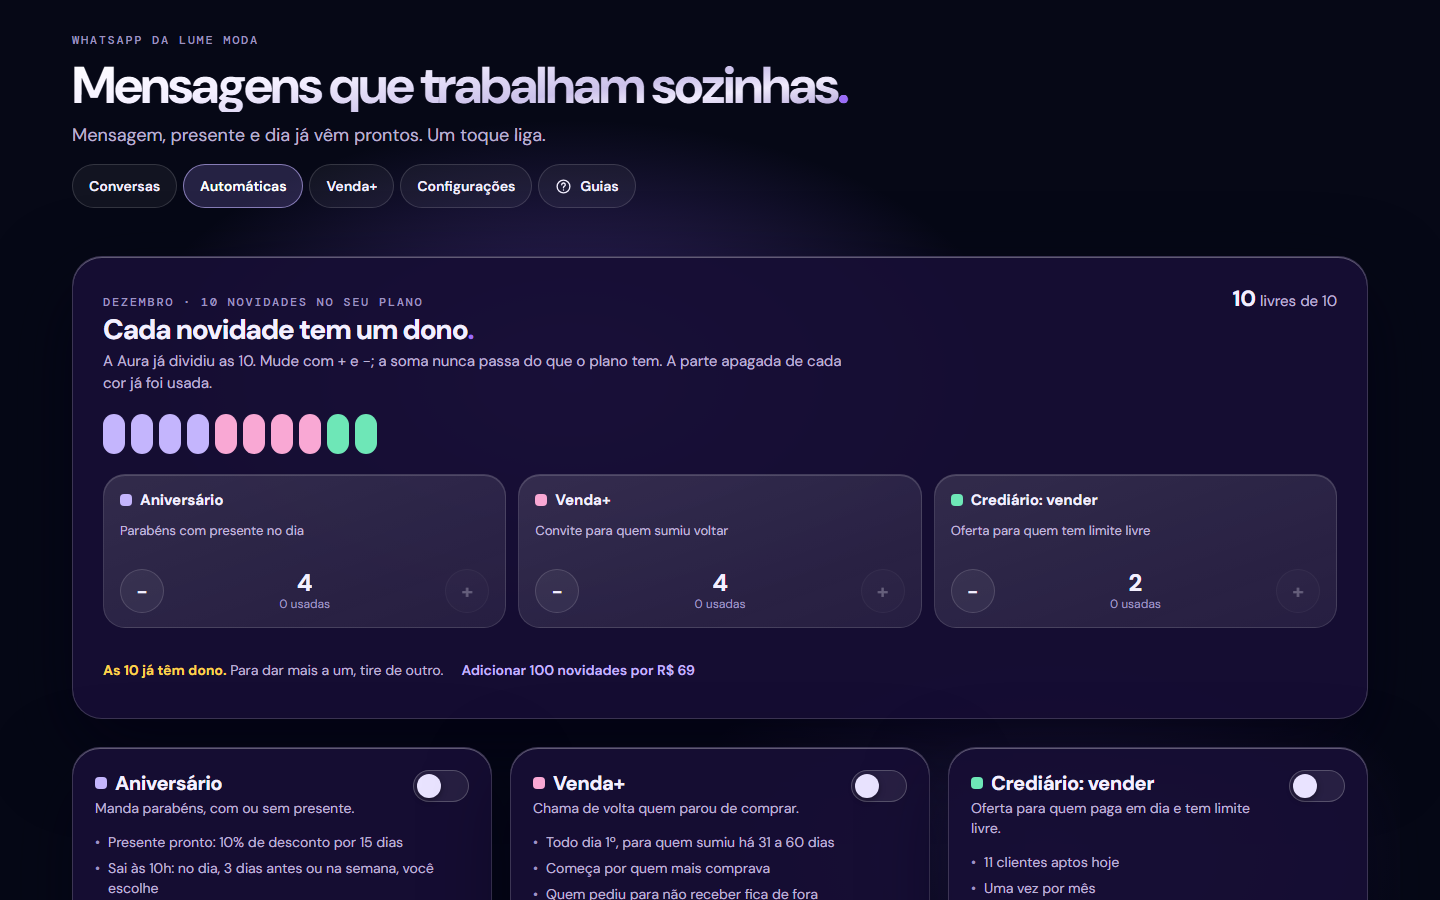 WHATSAPP DA LUME MODA
Mensagens que trabalham sozinhas.
Mensagem, presente e dia já vêm prontos. Um toque liga.
Conversas
Automáticas
Venda+
Configurações
Guias
DEZEMBRO · 10 NOVIDADES NO SEU PLANO
10 livres de 10
Cada novidade tem um dono.
A Aura já dividiu as 10. Mude com + e −; a soma nunca passa do que o plano tem. A parte apagada de cada
cor já foi usada.
Aniversário
Parabéns com presente no dia
−
4
0 usadas
+
Venda+
Convite para quem sumiu voltar
−
4
0 usadas
+
Crediário: vender
Oferta para quem tem limite livre
−
2
0 usadas
+
As 10 já têm dono. Para dar mais a um, tire de outro. Adicionar 100 novidades por R$ 69
Aniversário
Manda parabéns, com ou sem presente.
• Presente pronto: 10% de desconto por 15 dias
• Sai às 10h: no dia, 3 dias antes ou na semana, você
escolhe
Venda+
Chama de volta quem parou de comprar.
• Todo dia 1º, para quem sumiu há 31 a 60 dias
• Começa por quem mais comprava
• Quem pediu para não receber fica de fora
Crediário: vender
Oferta para quem paga em dia e tem limite
livre.
• 11 clientes aptos hoje
• Uma vez por mês